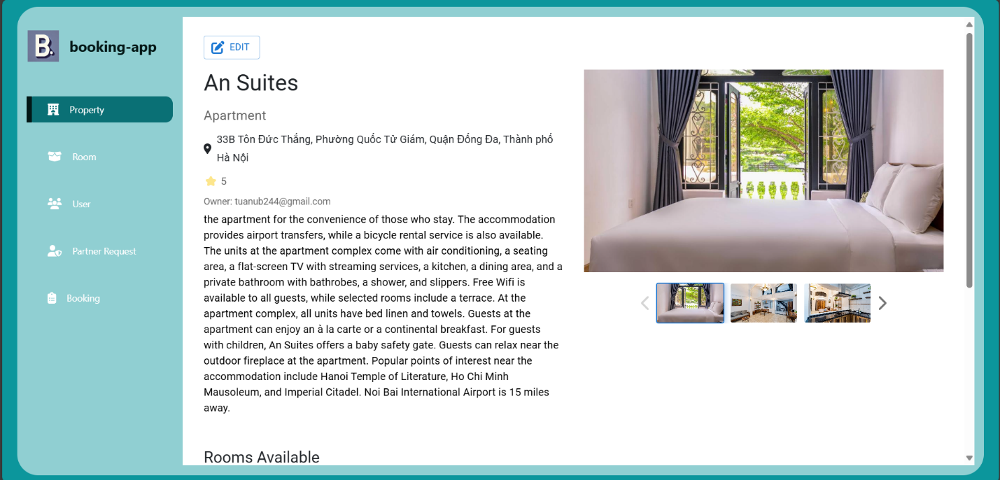 B.
booking-app
Property
Room
User
Partner Request
Booking
EDIT
An Suites
Apartment
33B Tôn Đức Thắng, Phường Quốc Tử Giám, Quận Đống Đa, Thành phố
Hà Nội
5
Owner: tuanub244@gmail.com
the apartment for the convenience of those who stay. The accommodation
provides airport transfers, while a bicycle rental service is also available.
The units at the apartment complex come with air conditioning, a seating
area, a flat-screen TV with streaming services, a kitchen, a dining area, and a
private bathroom with bathrobes, a shower, and slippers. Free Wifi is
available to all guests, while selected rooms include a terrace. At the
apartment complex, all units have bed linen and towels. Guests at the
apartment can enjoy an à la carte or a continental breakfast. For guests
with children, An Suites offers a baby safety gate. Guests can relax near the
outdoor fireplace at the apartment. Popular points of interest near the
accommodation include Hanoi Temple of Literature, Ho Chi Minh
Mausoleum, and Imperial Citadel. Noi Bai International Airport is 15 miles
away.
Rooms Available